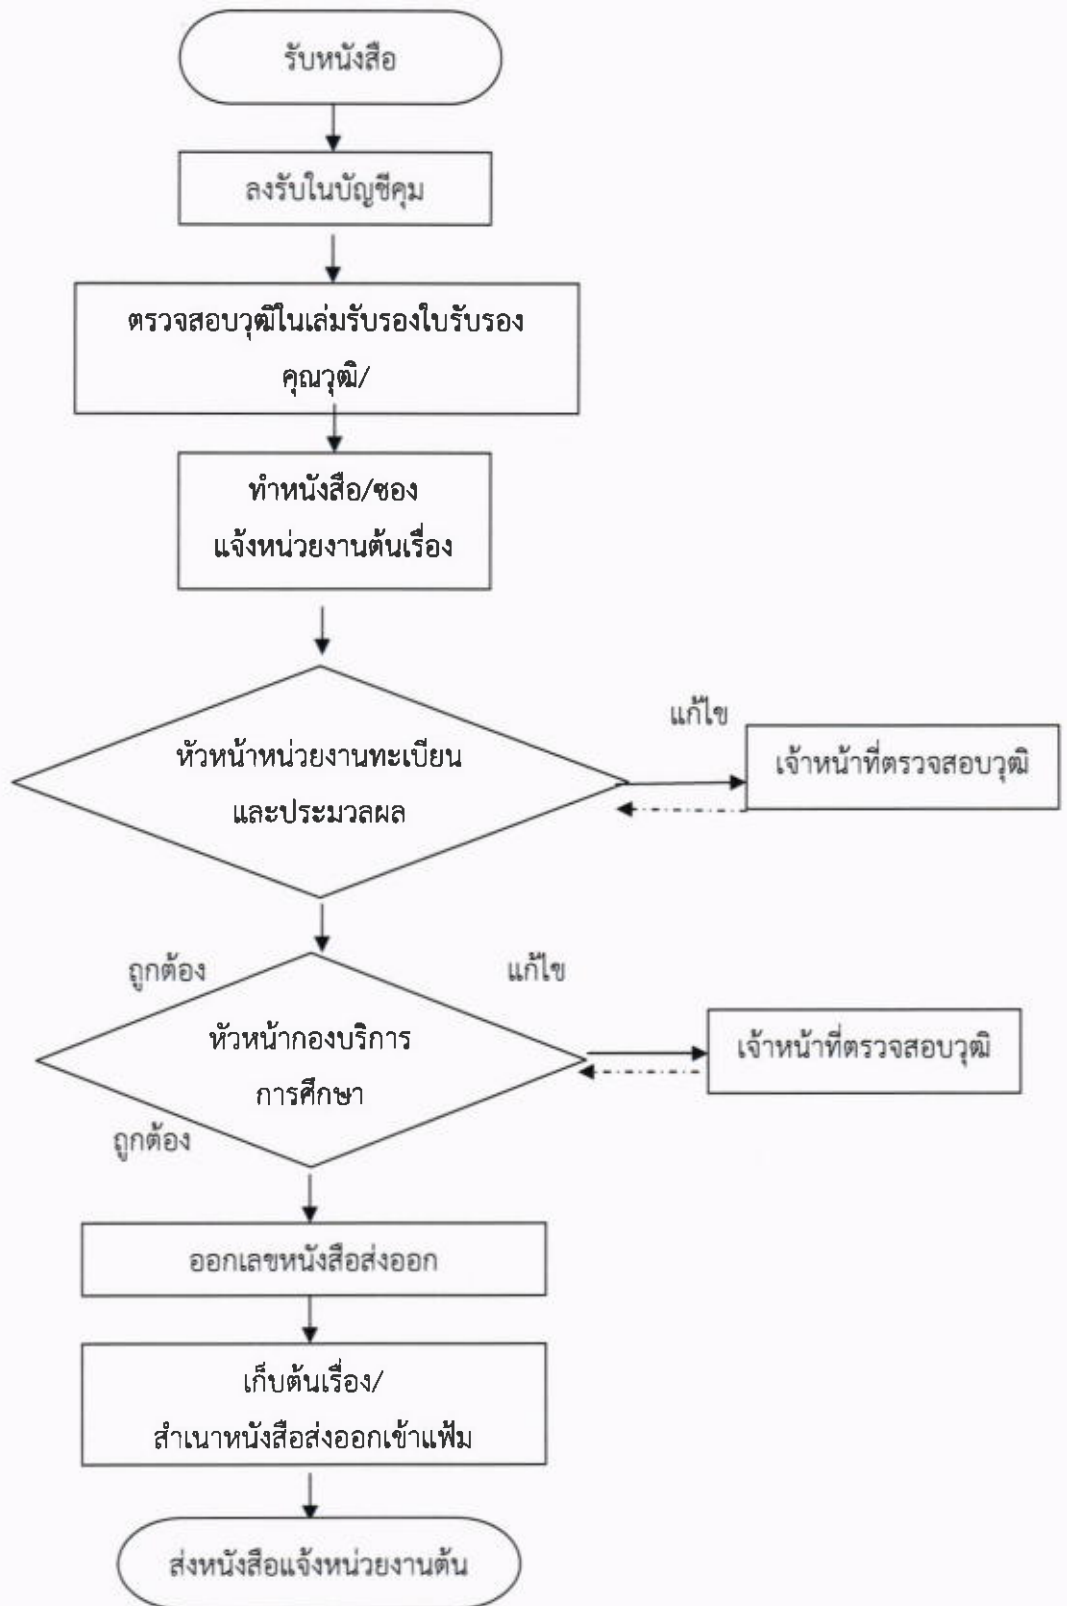 รับหนังสือ
ลงรับในบัญชีคุม
ตรวจสอบวุฒิในเล่มรับรองใบรับรอง
คุณวุฒิ/
ทำหนังสือ/ซอง
แจ้งหน่วยงานต้นเรื่อง
แก้ไข
หัวหน้าหน่วยงานทะเบียน
และประมวลผล
เจ้าหน้าที่ตรวจสอบวุฒิ
ถูกต้อง
แก้ไข
หัวหน้ากองบริการ
การศึกษา
เจ้าหน้าที่ตรวจสอบวุฒิ
ถูกต้อง
ออกเลขหนังสือส่งออก
เก็บต้นเรื่อง/
สำเนาหนังสือส่งออกเข้าแฟ้ม
ส่งหนังสือแจ้งหน่วยงานต้น